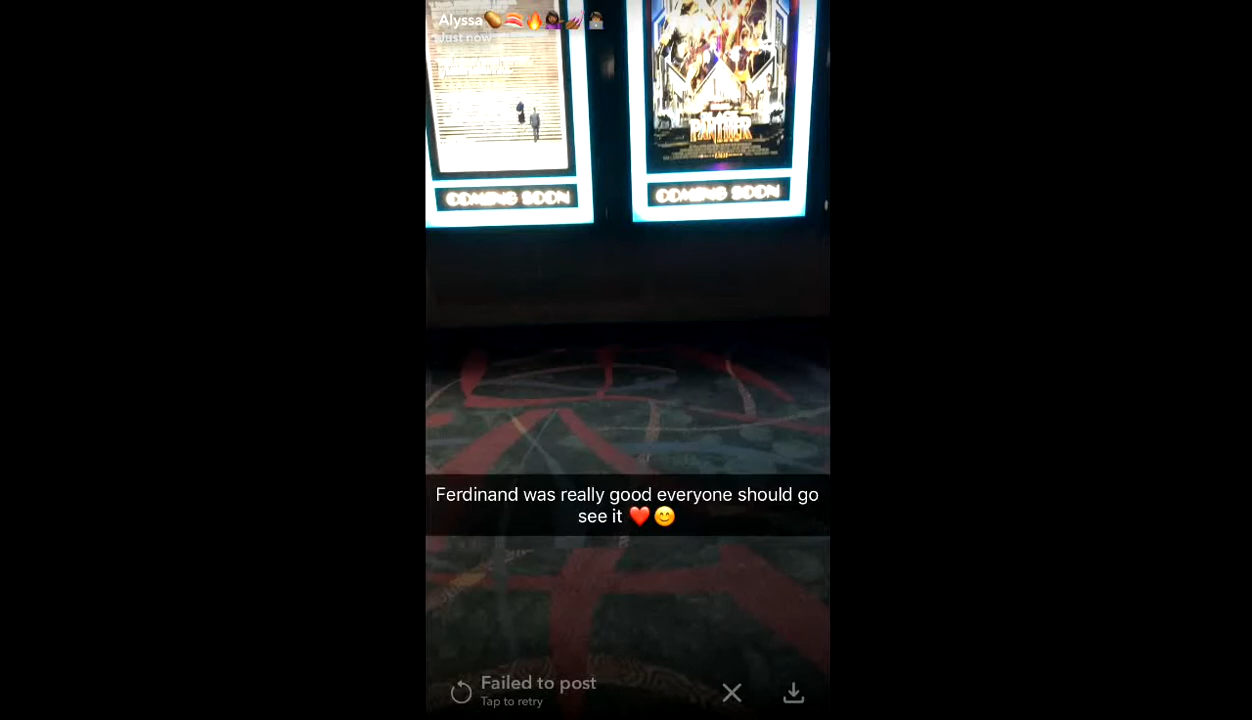 Alyssa🥔🥓🔥💁🏾‍♀️💅🏾👩🏽‍💻
Just now
PANTHER
COMING SOON
COMING SOON
Ferdinand was really good everyone should go
see it ❤️😊
Failed to post
Tap to retry